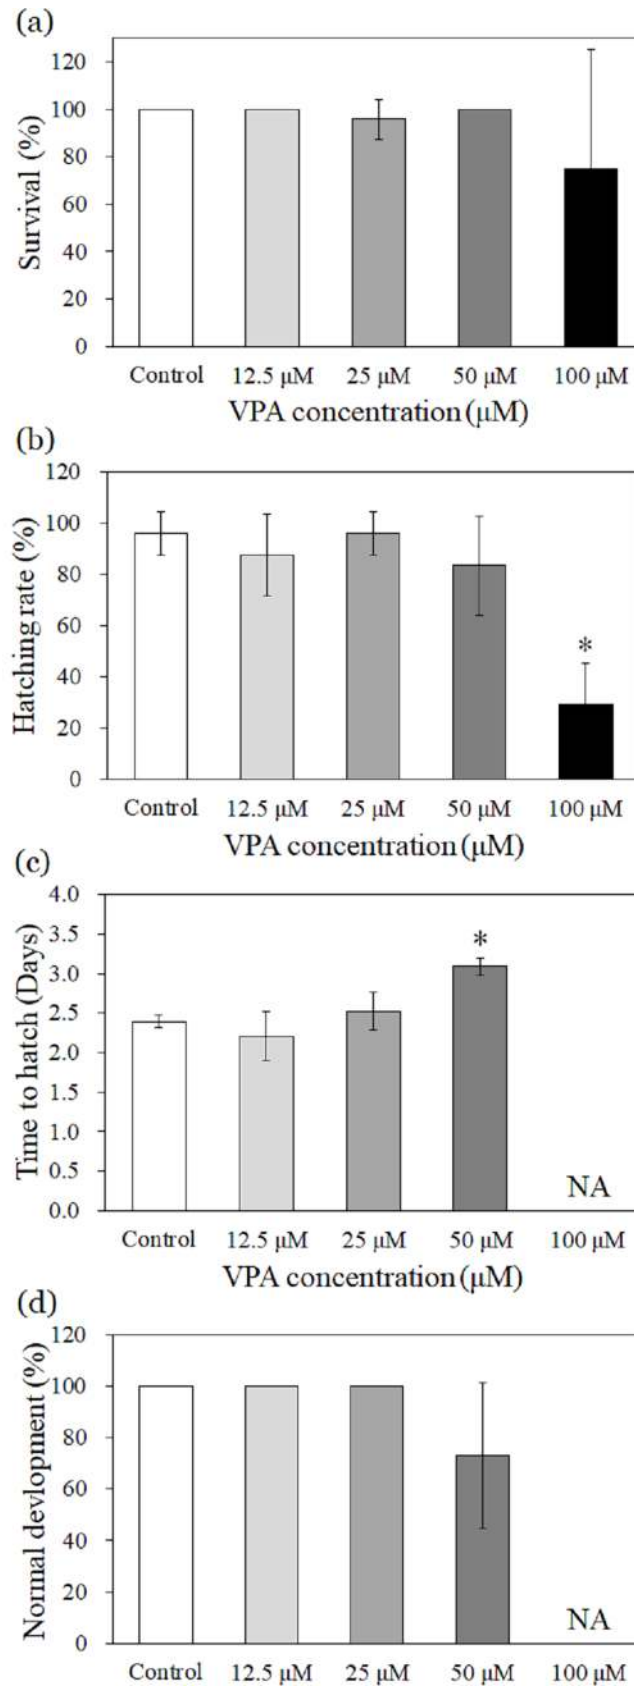 (a)
120
100
80
60
40
20
0
Survival (%)
Control 12.5 μM 25 μM 50 μM 100 μM
VPA concentration (μM)
(b)
120
100
80
60
40
20
0
Hatching rate (%)
*
Control 12.5 μM 25 μM 50 μM 100 μM
VPA concentration (μM)
(c)
4.0
3.5
3.0
2.5
2.0
1.5
1.0
0.5
0.0
Time to hatch (Days)
*
NA
Control 12.5 μM 25 μM 50 μM 100 μM
VPA concentration (μM)
(d)
120
100
80
60
40
20
0
Normal devlopment (%)
NA
Control 12.5 μM 25 μM 50 μM 100 μM